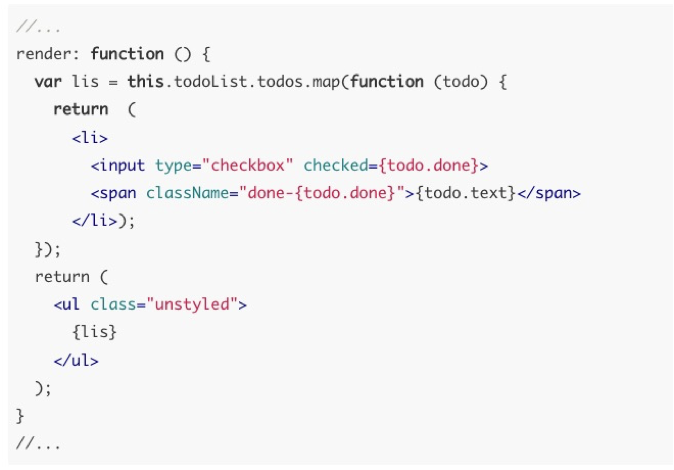 //...
render: function () {
  var lis = this.todoList.todos.map(function (todo) {
    return  (
      <li>
        <input type="checkbox" checked={todo.done}>
        <span className="done-{todo.done}">{todo.text}</span>
      </li>);
  });
  return (
    <ul class="unstyled">
      {lis}
    </ul>
  );
}
//...